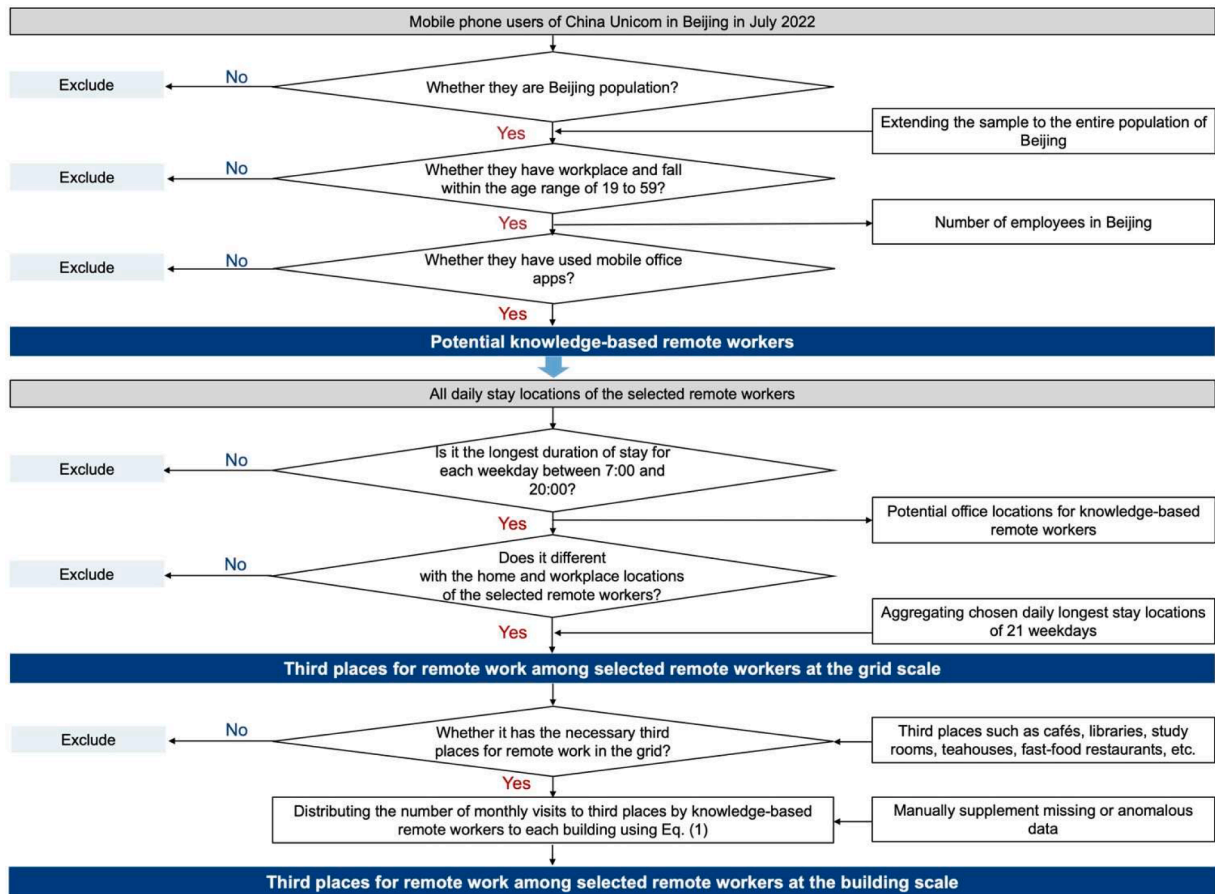 Mobile phone users of China Unicom in Beijing in July 2022
Exclude
No
Whether they are Beijing population?
Yes
Extending the sample to the entire population of
Beijing
Exclude
No
Whether they have workplace and fall
within the age range of 19 to 59?
Yes
Number of employees in Beijing
Exclude
No
Whether they have used mobile office
apps?
Yes
Potential knowledge-based remote workers
All daily stay locations of the selected remote workers
Exclude
No
Is it the longest duration of stay for
each weekday between 7:00 and
20:00?
Yes
Potential office locations for knowledge-based
remote workers
Exclude
No
Does it different
with the home and workplace locations
of the selected remote workers?
Yes
Aggregating chosen daily longest stay locations
of 21 weekdays
Third places for remote work among selected remote workers at the grid scale
Exclude
No
Whether it has the necessary third
places for remote work in the grid?
Third places such as cafés, libraries, study
rooms, teahouses, fast-food restaurants, etc.
Yes
Distributing the number of monthly visits to third places by knowledge-based
remote workers to each building using Eq. (1)
Manually supplement missing or anomalous
data
Third places for remote work among selected remote workers at the building scale